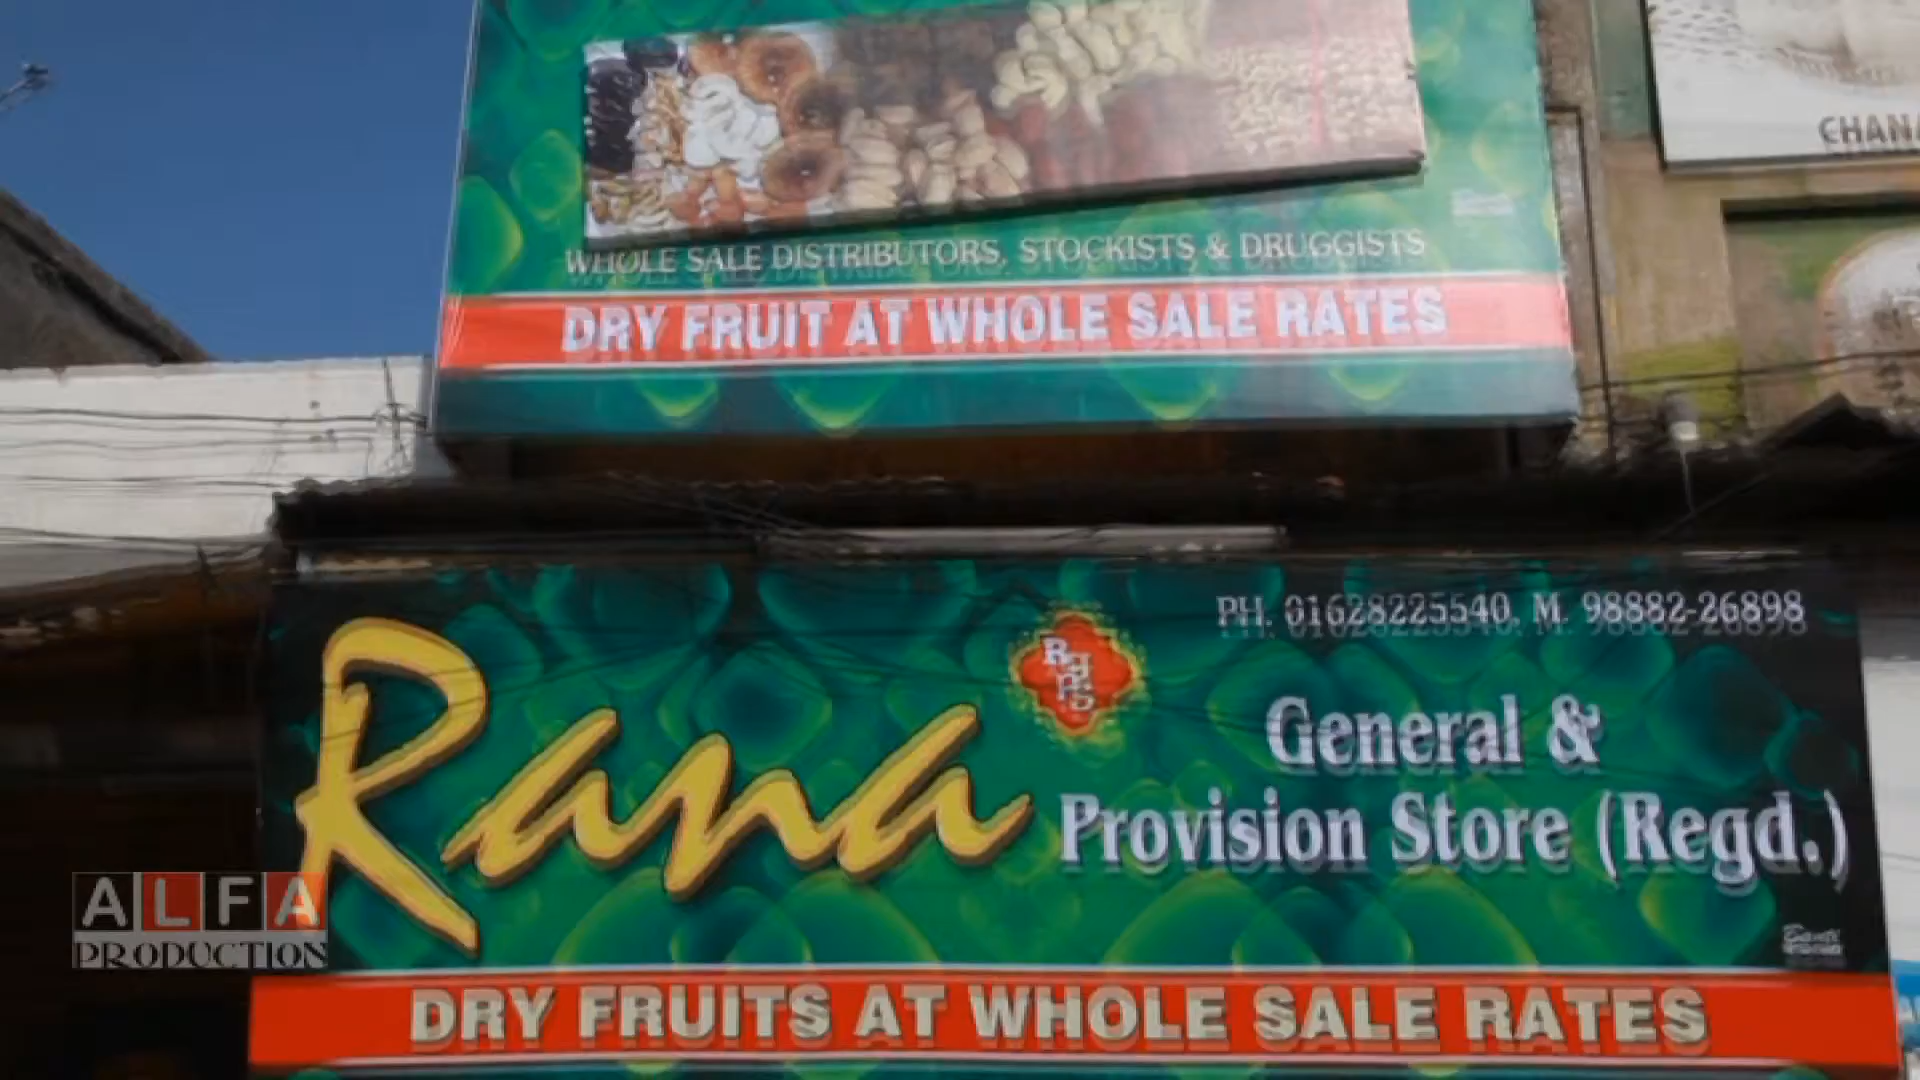 CHANA
WHOLE SALE DISTRIBUTORS, STOCKISTS & DRUGGISTS
DRY FRUIT AT WHOLE SALE RATES
PH. 01628225540, M. 98882-26898
Rana
General &
Provision Store (Regd.)
ALFA
PRODUCTION
DRY FRUITS AT WHOLE SALE RATES